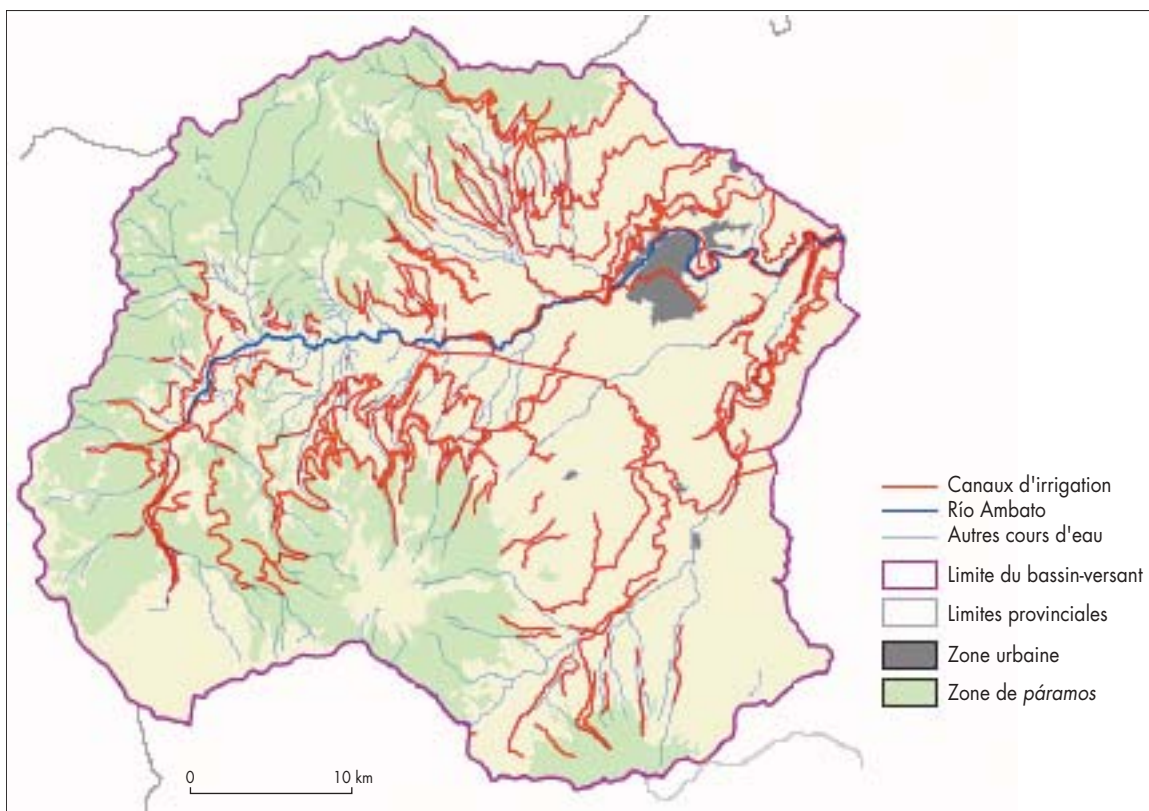 Canaux d'irrigation
Río Ambato
Autres cours d'eau
Limite du bassin-versant
Limites provinciales
Zone urbaine
Zone de páramos
0 10 km